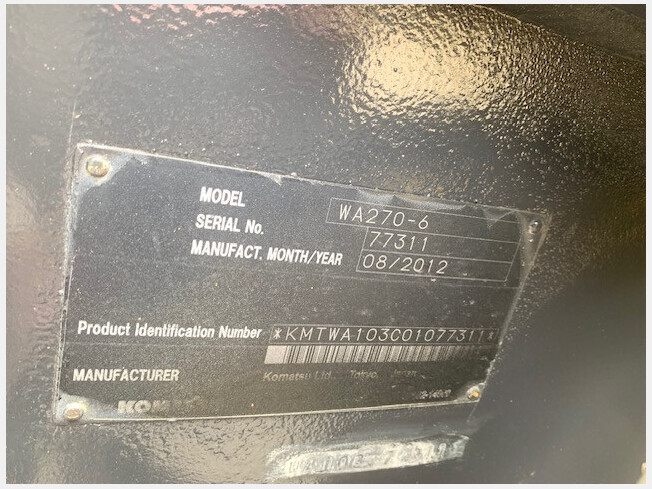 MODEL WA270-6
SERIAL No. 77311
MANUFACT. MONTH/YEAR 08/2012
Product Identification Number *KMTWA103C01077311*
MANUFACTURER Komatsu Ltd. Tokyo, Japan